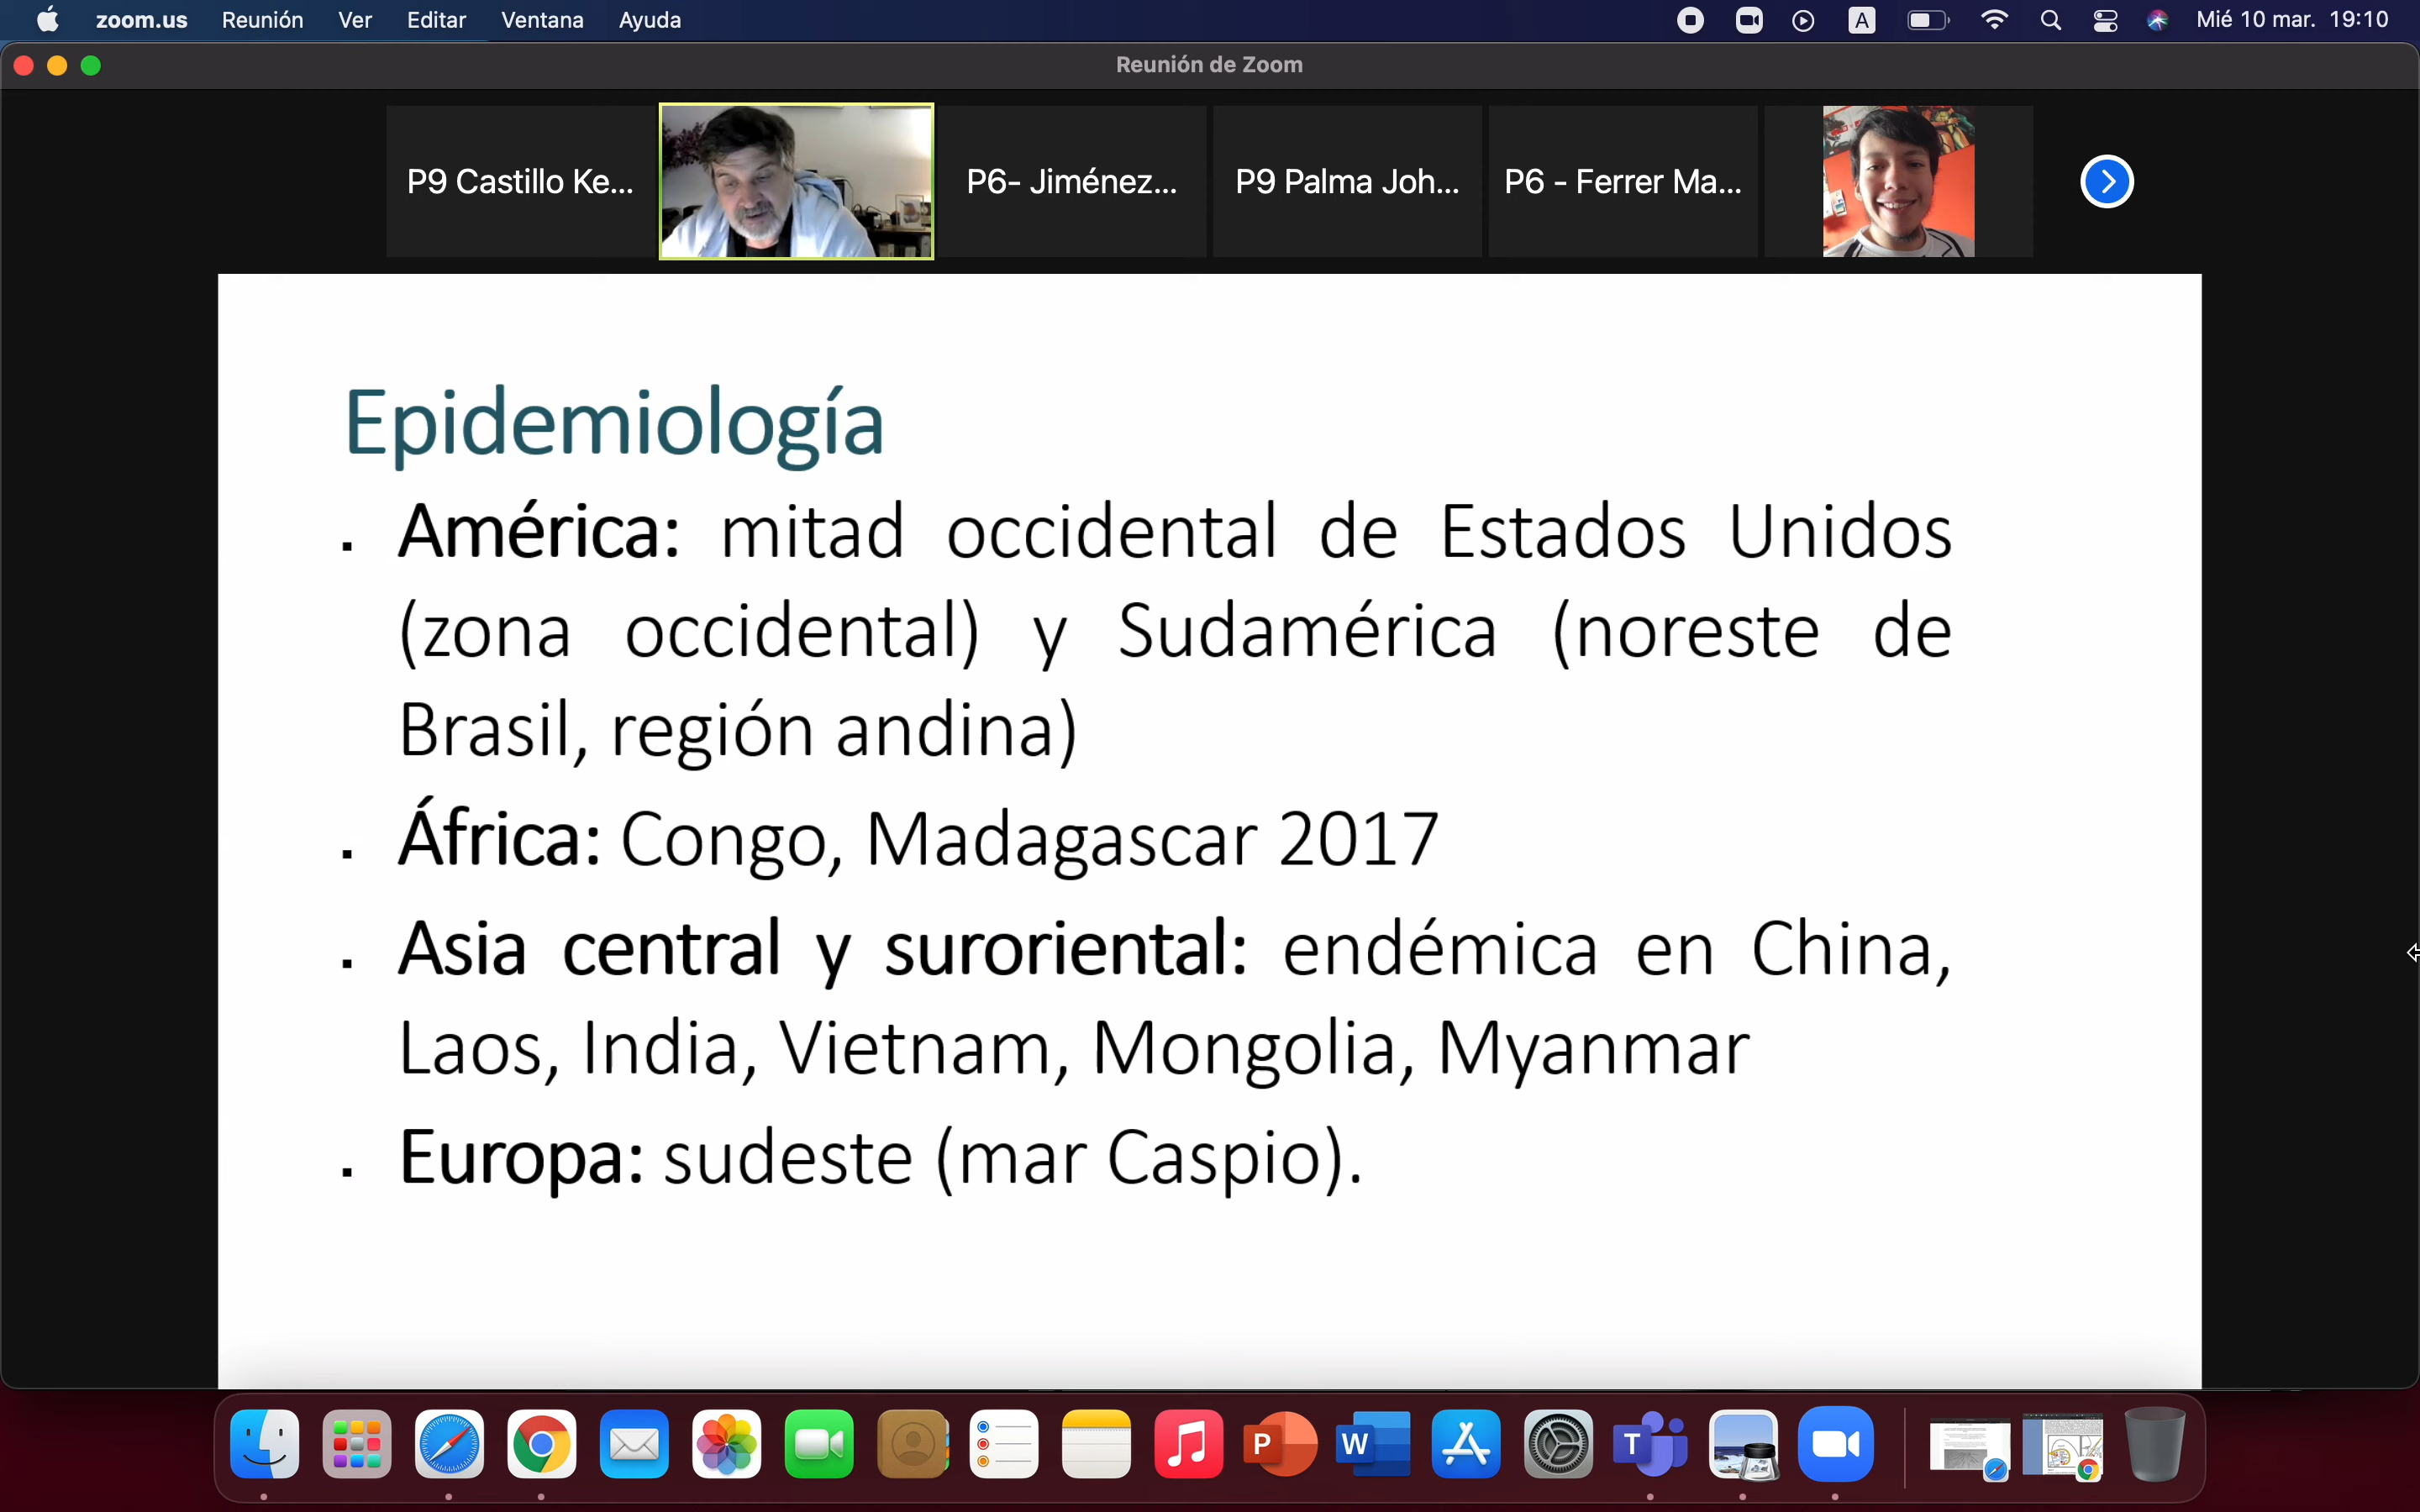 zoom.us Reunión Ver Editar Ventana Ayuda A Mié 10 mar. 19:10
Reunión de Zoom
P9 Castillo Ke... P6- Jiménez... P9 Palma Joh... P6 - Ferrer Ma...
Epidemiología
▪ América: mitad occidental de Estados Unidos
(zona occidental) y Sudamérica (noreste de
Brasil, región andina)
▪ África: Congo, Madagascar 2017
▪ Asia central y suroriental: endémica en China,
Laos, India, Vietnam, Mongolia, Myanmar
▪ Europa: sudeste (mar Caspio).
P W T